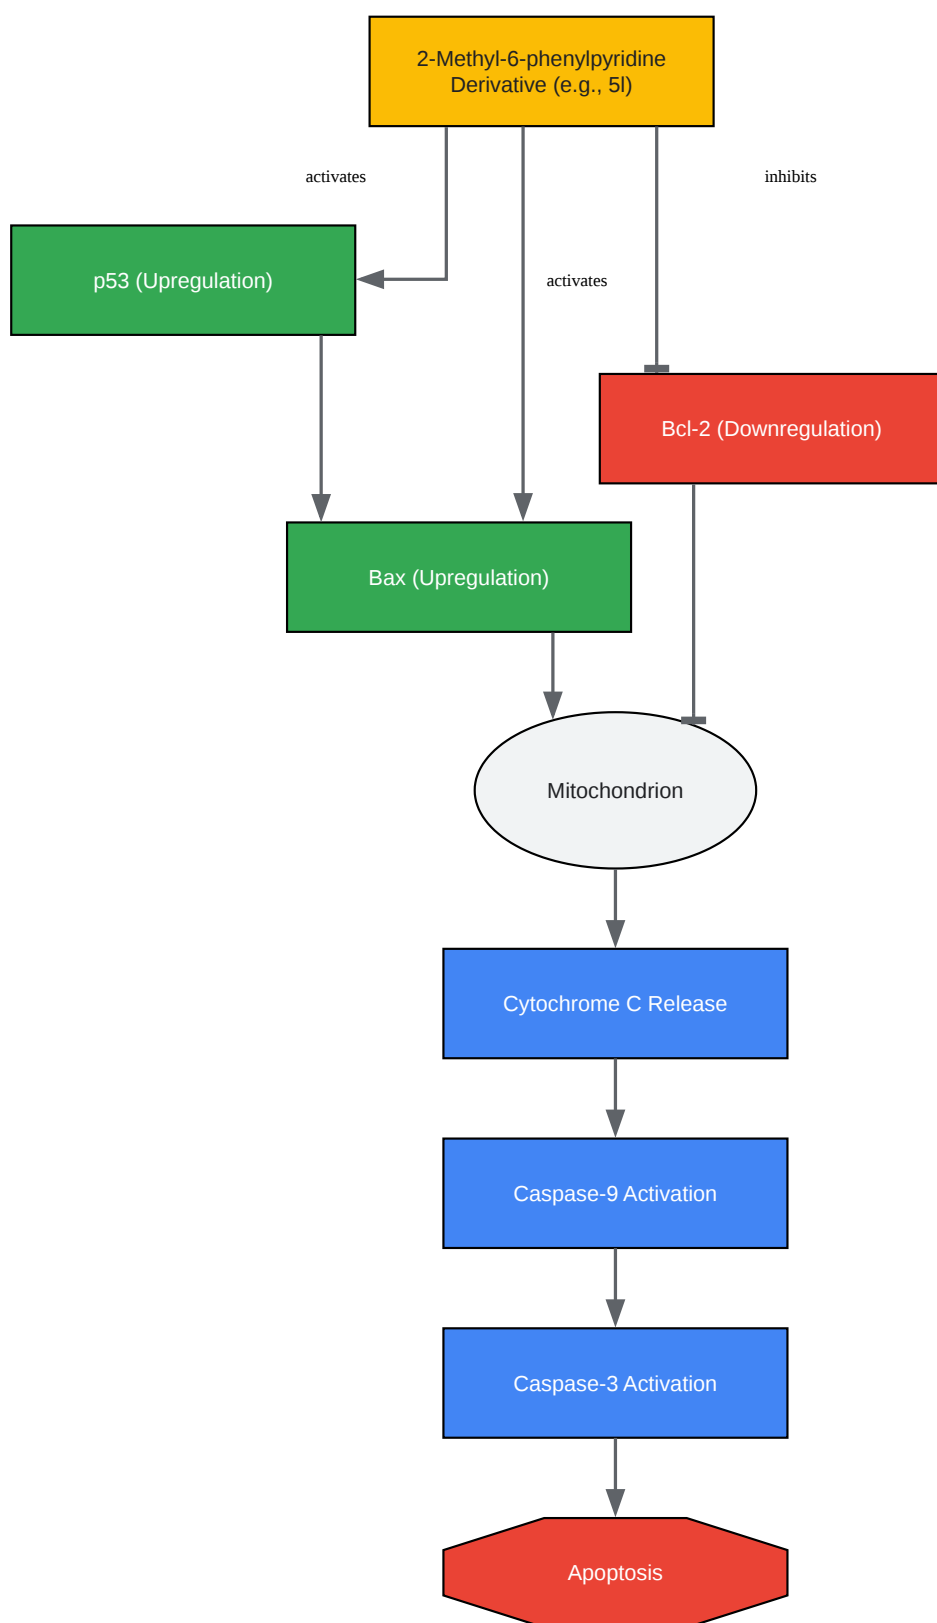 2-Methyl-6-phenylpyridine
Derivative (e.g., 5l)
activates
inhibits
p53 (Upregulation)
activates
Bcl-2 (Downregulation)
Bax (Upregulation)
Mitochondrion
Cytochrome C Release
Caspase-9 Activation
Caspase-3 Activation
Apoptosis